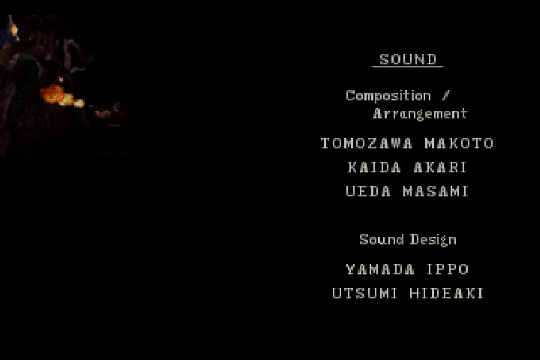 SOUND
Composition /
Arrangement
TOMOZAWA MAKOTO
KAIDA AKARI
UEDA MASAMI
Sound Design
YAMADA IPPO
UTSUMI HIDEAKI